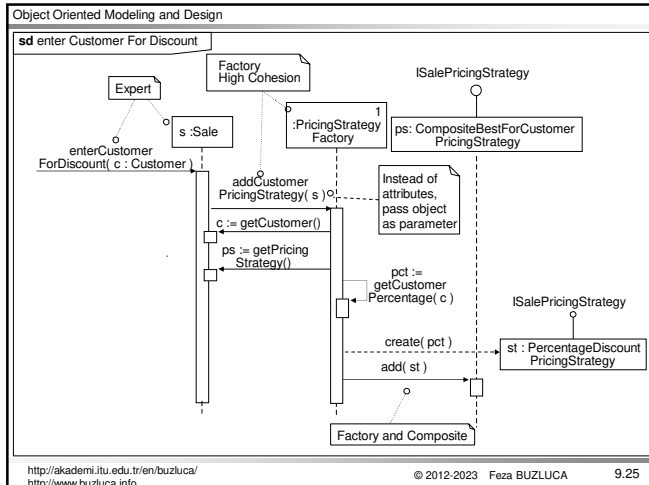 Object Oriented Modeling and Design
sd enter Customer For Discount
Factory
High Cohesion
ISalePricingStrategy
Expert
s :Sale
1
:PricingStrategy
Factory
ps: CompositeBestForCustomer
PricingStrategy
enterCustomer
ForDiscount( c : Customer )
addCustomer
PricingStrategy( s )
Instead of
attributes,
pass object
as parameter
c := getCustomer()
ps := getPricing
Strategy()
pct :=
getCustomer
Percentage( c )
ISalePricingStrategy
create( pct )
st : PercentageDiscount
PricingStrategy
add( st )
Factory and Composite
http://akademi.itu.edu.tr/en/buzluca/
http://www.buzluca.info
© 2012-2023 Feza BUZLUCA
9.25